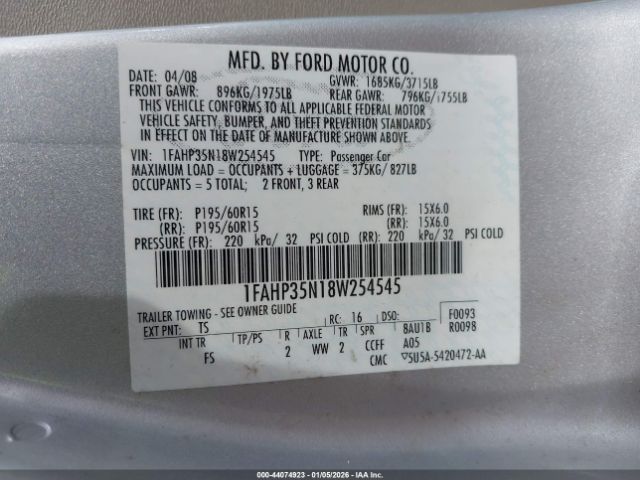 MFD. BY FORD MOTOR CO.
DATE: 04/08 GVWR: 1685KG/3715LB
FRONT GAWR: 896KG/1975LB REAR GAWR: 796KG/1755LB
THIS VEHICLE CONFORMS TO ALL APPLICABLE FEDERAL MOTOR
VEHICLE SAFETY, BUMPER, AND THEFT PREVENTION STANDARDS
IN EFFECT ON THE DATE OF MANUFACTURE SHOWN ABOVE.
VIN: 1FAHP35N18W254545 TYPE: Passenger Car
MAXIMUM LOAD = OCCUPANTS + LUGGAGE = 375KG/ 827LB
OCCUPANTS = 5 TOTAL; 2 FRONT, 3 REAR
TIRE (FR): P195/60R15 RIMS (FR): 15X6.0
(RR): P195/60R15 (RR): 15X6.0
PRESSURE (FR): 220 kPa/ 32 PSI COLD (RR): 220 kPa/ 32 PSI COLD
1FAHP35N18W254545
TRAILER TOWING - SEE OWNER GUIDE
EXT PNT: TS RC: 16 DSO: F0093
INT TR TP/PS R AXLE TR SPR 8AU1B R0098
FS 2 WW 2 CCFF A05
CMC ▽5U5A-5420472-AA
000-44074923 | 01/05/2026 - IAA, Inc.